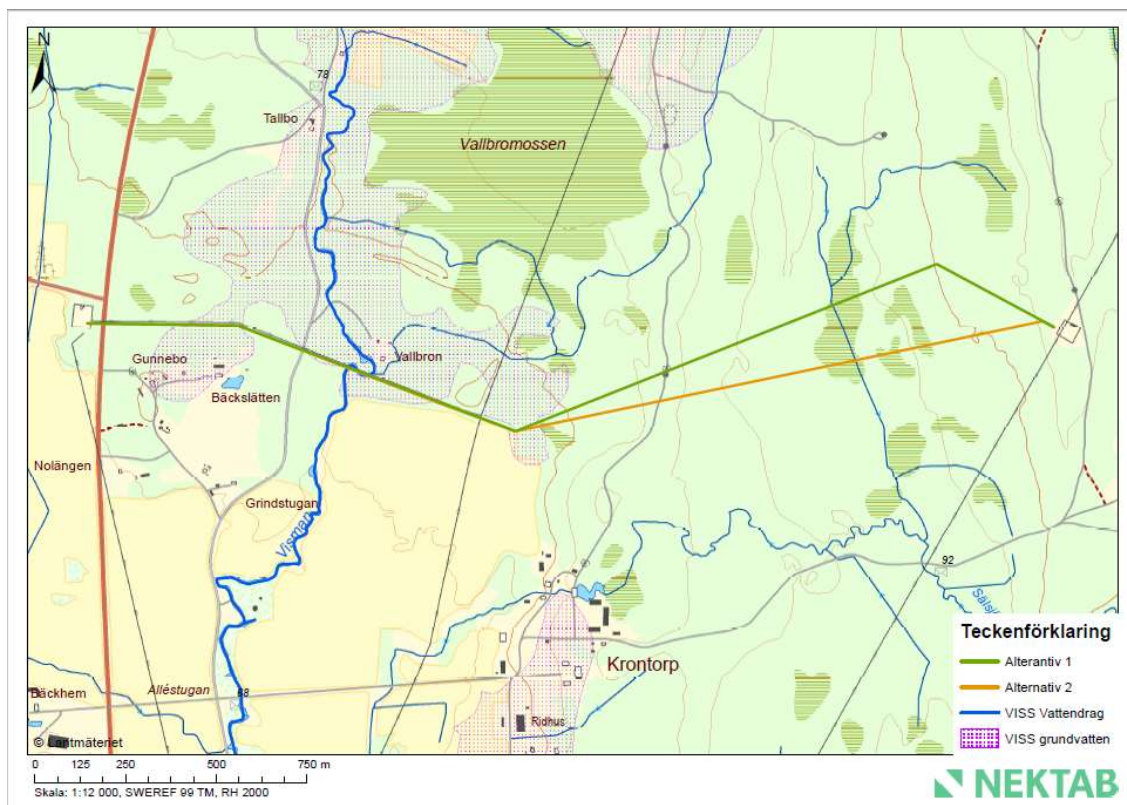 N
78
Tallbo
Vallbromossen
Gunnebo
Vallbron
Bäckslätten
Nolängen
Grindstugan
Visman
92
Krontorp
Alléstugan
68
Bäckhem
Ridhus
© Lantmäteriet
Teckenförklaring
Alterantiv 1
Alternativ 2
VISS Vattendrag
VISS grundvatten
0 125 250 500 750 m
Skala: 1:12 000, SWEREF 99 TM, RH 2000
NEKTAB